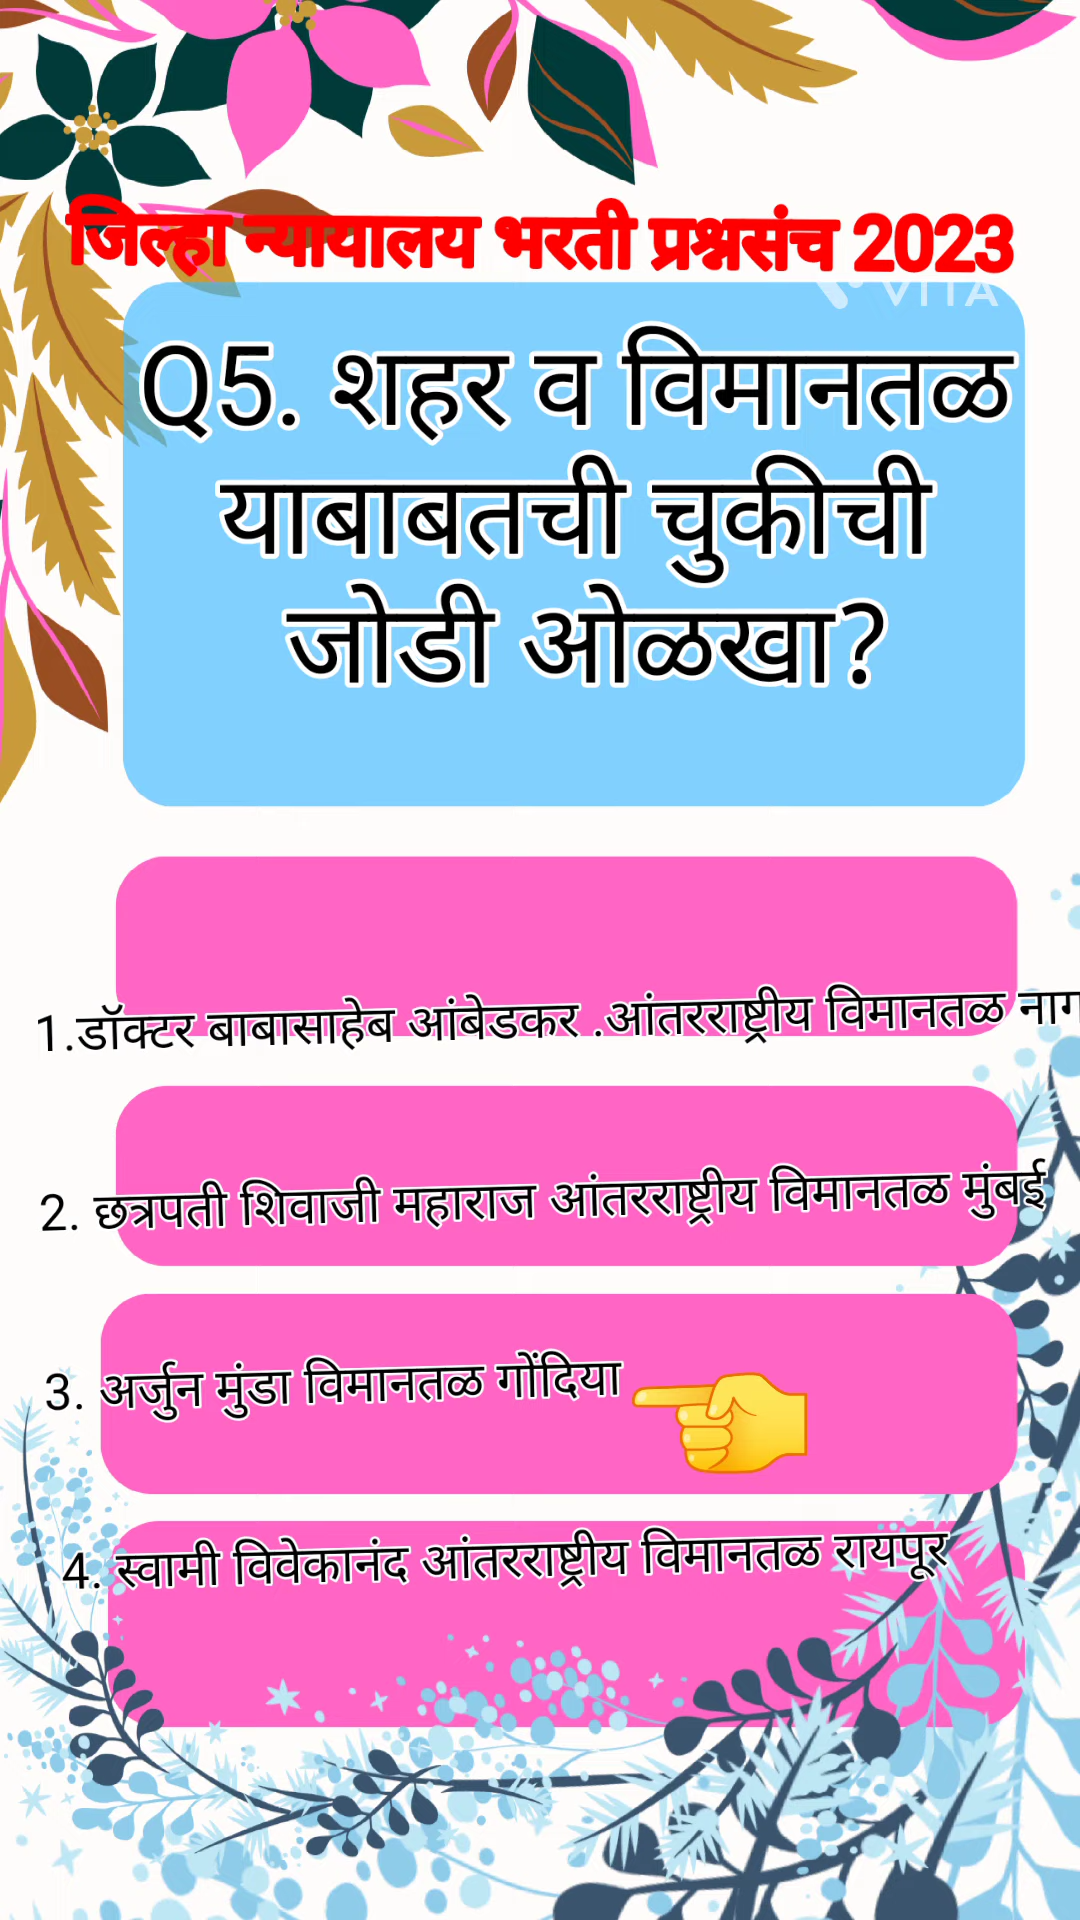 जिल्हा न्यायालय भरती प्रश्नसंच 2023
VITA
Q5. शहर व विमानतळ
याबाबतची चुकीची
जोडी ओळखा?
1.डॉक्टर बाबासाहेब आंबेडकर .आंतरराष्ट्रीय विमानतळ नाग
2. छत्रपती शिवाजी महाराज आंतरराष्ट्रीय विमानतळ मुंबई
3. अर्जुन मुंडा विमानतळ गोंदिया
4. स्वामी विवेकानंद आंतरराष्ट्रीय विमानतळ रायपूर